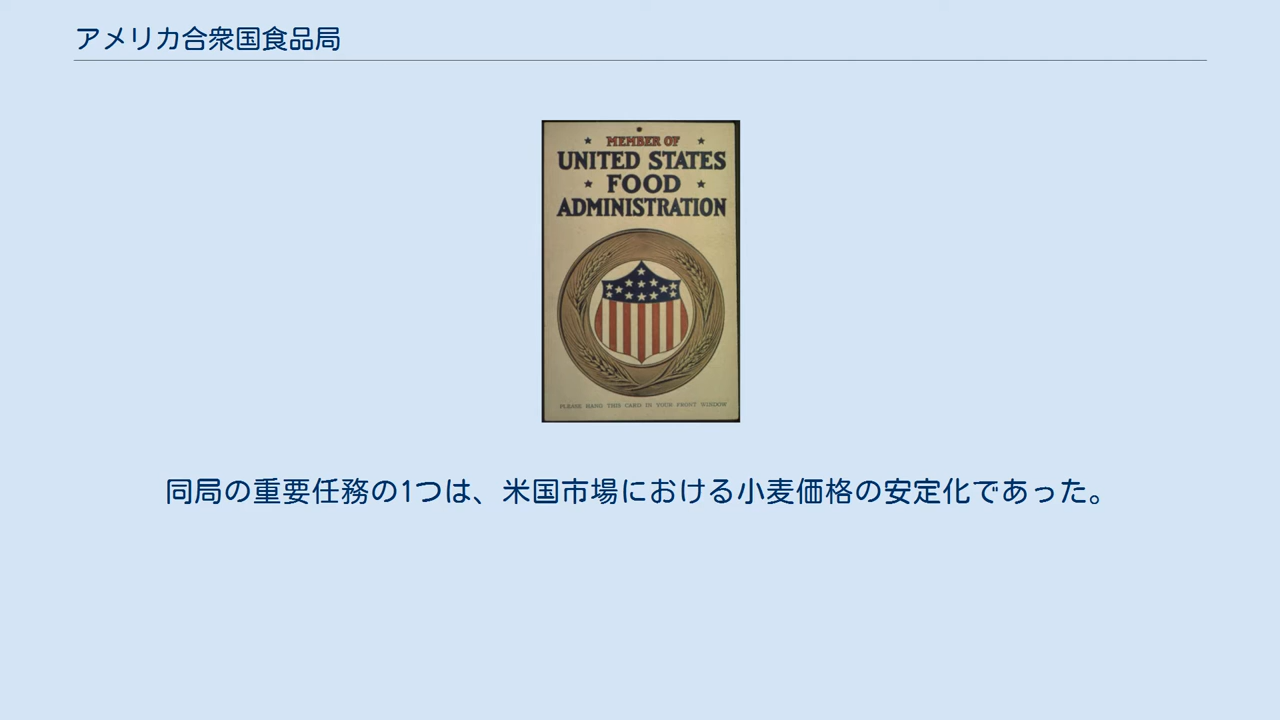 アメリカ合衆国食品局
MEMBER OF
UNITED STATES
FOOD
ADMINISTRATION
PLEASE HANG THIS CARD IN YOUR FRONT WINDOW
同局の重要任務の1つは、米国市場における小麦価格の安定化であった。